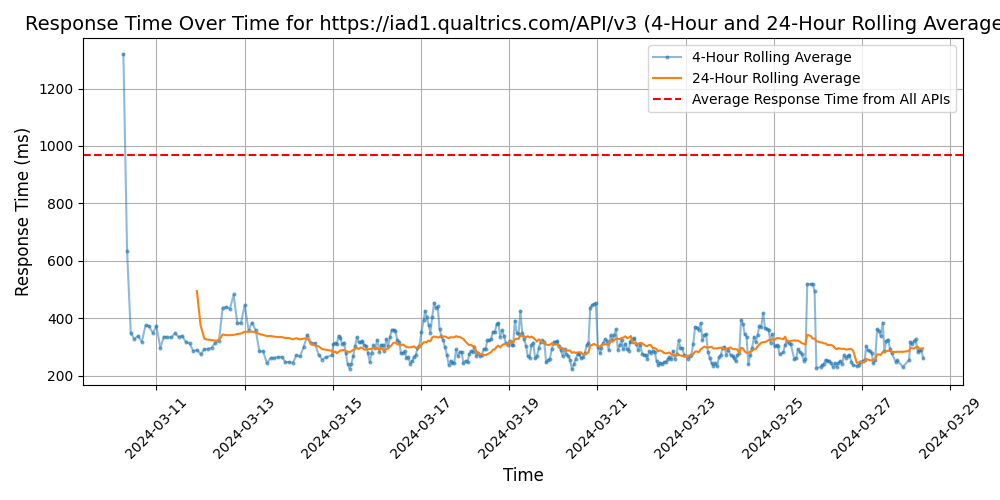 Response Time Over Time for https://iad1.qualtrics.com/API/v3 (4-Hour and 24-Hour Rolling Average
4-Hour Rolling Average
24-Hour Rolling Average
Average Response Time from All APIs
Response Time (ms)
1200
1000
800
600
400
200
2024-03-11
2024-03-13
2024-03-15
2024-03-17
2024-03-19
2024-03-21
2024-03-23
2024-03-25
2024-03-27
2024-03-29
Time